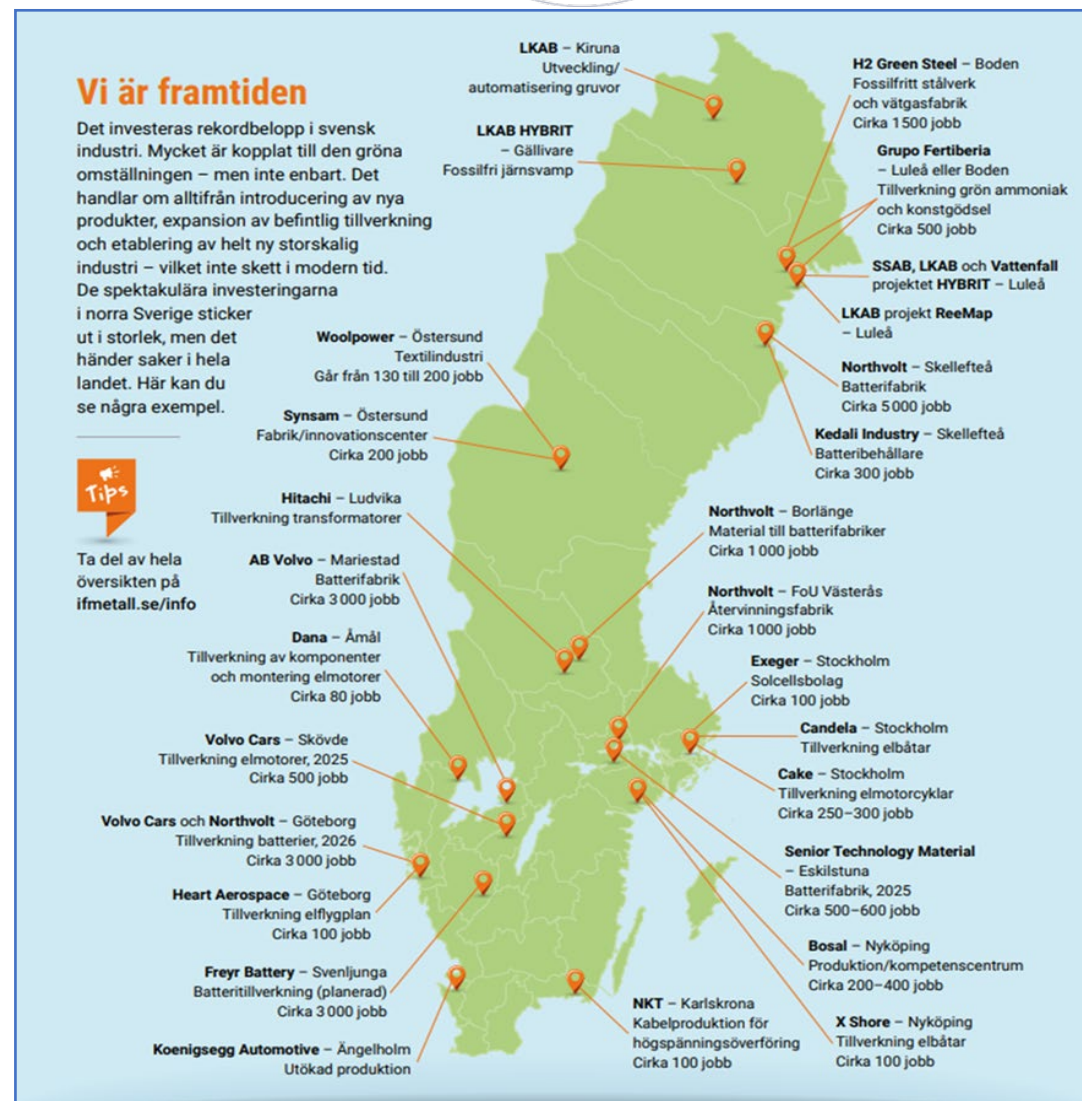 Vi är framtiden
Det investeras rekordbelopp i svensk
industri. Mycket är kopplat till den gröna
omställningen – men inte enbart. Det
handlar om alltifrån introducering av nya
produkter, expansion av befintlig tillverkning
och etablering av helt ny storskalig
industri – vilket inte skett i modern tid.
De spektakulära investeringarna
i norra Sverige sticker
ut i storlek, men det
händer saker i hela
landet. Här kan du
se några exempel.
Tips
Ta del av hela
översikten på
ifmetall.se/info
LKAB – Kiruna
Utveckling/
automatisering gruvor
LKAB HYBRIT
– Gällivare
Fossilfri järnsvamp
Woolpower – Östersund
Textilindustri
Går från 130 till 200 jobb
Synsam – Östersund
Fabrik/innovationscenter
Cirka 200 jobb
Hitachi – Ludvika
Tillverkning transformatorer
AB Volvo – Mariestad
Batterifabrik
Cirka 3 000 jobb
Dana – Åmål
Tillverkning av komponenter
och montering elmotorer
Cirka 80 jobb
Volvo Cars – Skövde
Tillverkning elmotorer, 2025
Cirka 500 jobb
Volvo Cars och Northvolt – Göteborg
Tillverkning batterier, 2026
Cirka 3 000 jobb
Heart Aerospace – Göteborg
Tillverkning elflygplan
Cirka 100 jobb
Freyr Battery – Svenljunga
Batteritillverkning (planerad)
Cirka 3 000 jobb
Koenigsegg Automotive – Ängelholm
Utökad produktion
H2 Green Steel – Boden
Fossilfritt stålverk
och vätgasfabrik
Cirka 1 500 jobb
Grupo Fertiberia
– Luleå eller Boden
Tillverkning grön ammoniak
och konstgödsel
Cirka 500 jobb
SSAB, LKAB och Vattenfall
projektet HYBRIT – Luleå
LKAB projekt ReeMap
– Luleå
Northvolt – Skellefteå
Batterifabrik
Cirka 5 000 jobb
Kedali Industry – Skellefteå
Batteribehållare
Cirka 300 jobb
Northvolt – Borlänge
Material till batterifabriker
Cirka 1 000 jobb
Northvolt – FoU Västerås
Återvinningsfabrik
Cirka 1000 jobb
Exeger – Stockholm
Solcellsbolag
Cirka 100 jobb
Candela – Stockholm
Tillverkning elbåtar
Cake – Stockholm
Tillverkning elmotorcyklar
Cirka 250–300 jobb
Senior Technology Material
– Eskilstuna
Batterifabrik, 2025
Cirka 500–600 jobb
Bosal – Nyköping
Produktion/kompetenscentrum
Cirka 200–400 jobb
X Shore – Nyköping
Tillverkning elbåtar
Cirka 100 jobb
NKT – Karlskrona
Kabelproduktion för
högspänningsöverföring
Cirka 100 jobb